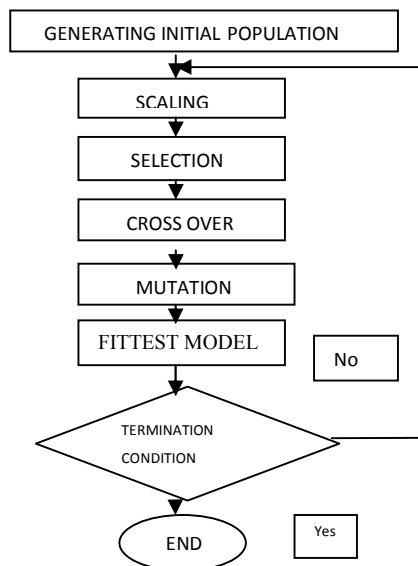 GENERATING INITIAL POPULATION
SCALING
SELECTION
CROSS OVER
MUTATION
FITTEST MODEL
No
TERMINATION
CONDITION
Yes
END